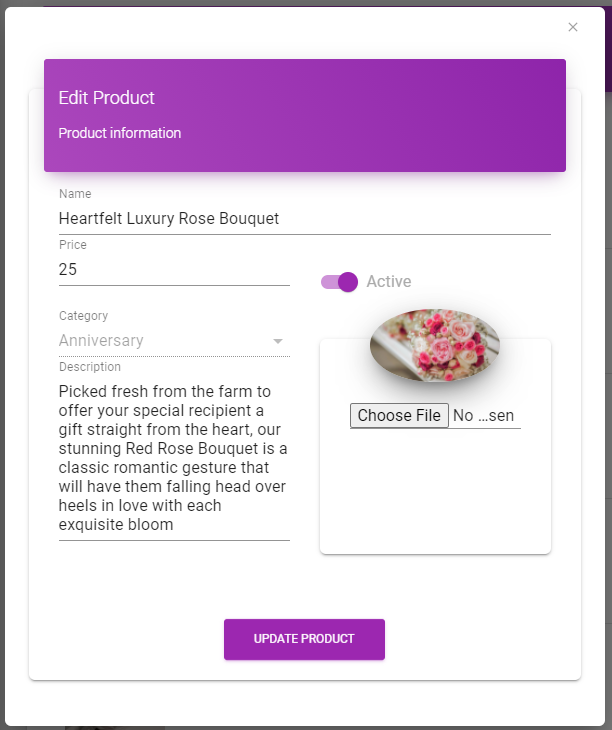 ×
Edit Product
Product information
Name
Heartfelt Luxury Rose Bouquet
Price
25
Active
Category
Anniversary
Description
Picked fresh from the farm to
offer your special recipient a
gift straight from the heart, our
stunning Red Rose Bouquet is a
classic romantic gesture that
will have them falling head over
heels in love with each
exquisite bloom
Choose File No ...sen
UPDATE PRODUCT